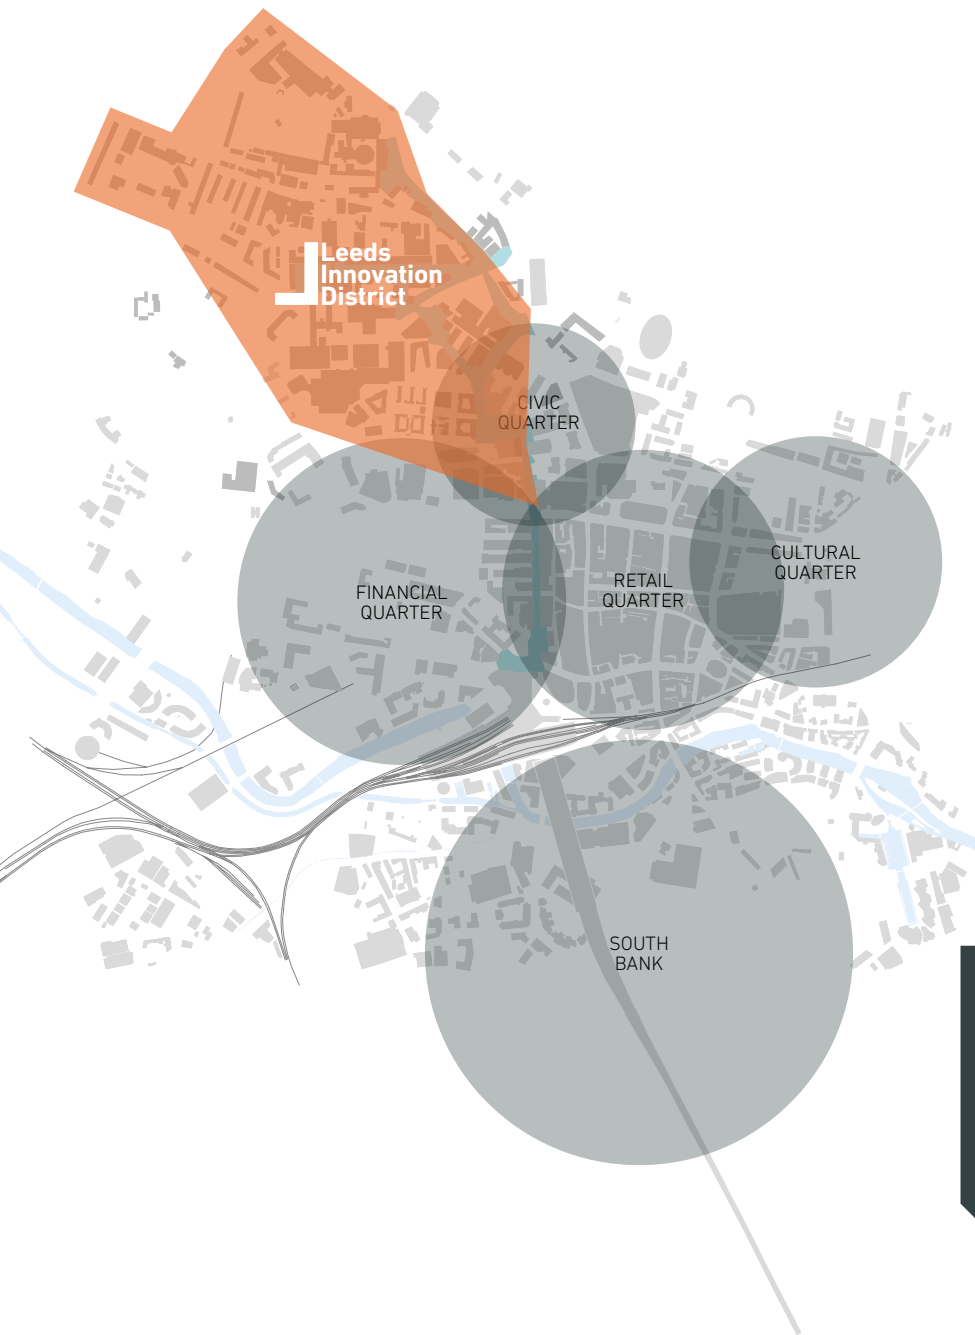 Leeds
Innovation
District
CIVIC
QUARTER
FINANCIAL
QUARTER
RETAIL
QUARTER
CULTURAL
QUARTER
SOUTH
BANK